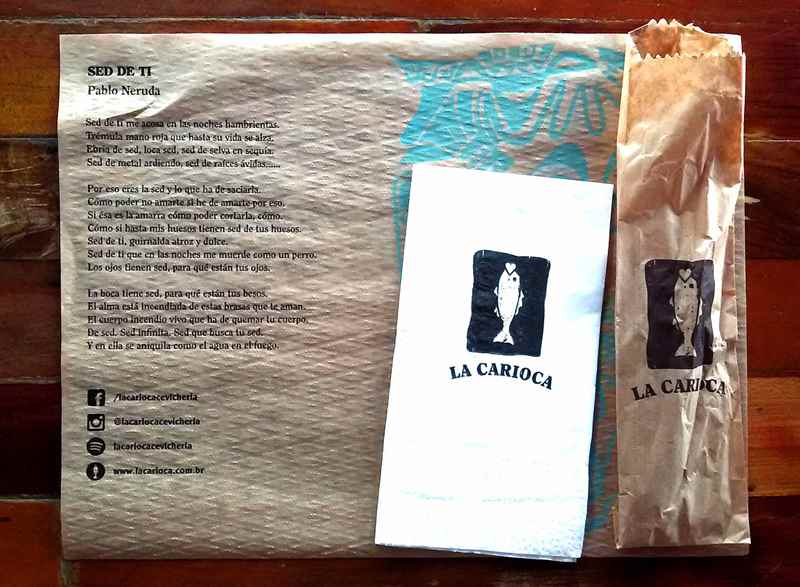 SED DE TI
Pablo Neruda
Sed de ti me acosa en las noches hambrientas.
Trémula mano roja que hasta su vida se alza.
Ebria de sed, loca sed, sed de selva en sequía.
Sed de metal ardiendo, sed de raíces ávidas......
Por eso eres la sed y lo que ha de saciarla.
Cómo poder no amarte si he de amarte por eso.
Si ésa es la amarra cómo poder cortarla, cómo.
Cómo si hasta mis huesos tienen sed de tus huesos.
Sed de ti, guirnalda atroz y dulce.
Sed de ti que en las noches me muerde como un perro.
Los ojos tienen sed, para qué están tus ojos.
La boca tiene sed, para qué están tus besos.
El alma está incendiada de estas brasas que te aman.
El cuerpo incendio vivo que ha de quemar tu cuerpo.
De sed. Sed infinita. Sed que busca tu sed.
Y en ella se aniquila como el agua en el fuego.
/lacariocacevicheria
@lacariocacevicheria
lacariocacevicheria
www.lacarioca.com.br
LA CARIOCA
LA CARIOCA